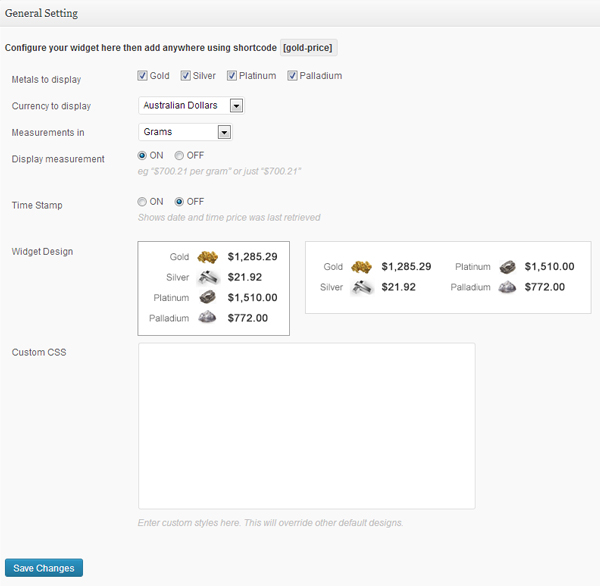 General Setting
Configure your widget here then add anywhere using shortcode [gold-price]
Metals to display Gold Silver Platinum Palladium
Currency to display Australian Dollars
Measurements in Grams
Display measurement ON OFF
eg "$700.21 per gram" or just "$700.21"
Time Stamp ON OFF
Shows date and time price was last retrieved
Widget Design
Gold $1,285.29
Silver $21.92
Platinum $1,510.00
Palladium $772.00
Gold $1,285.29 Platinum $1,510.00
Silver $21.92 Palladium $772.00
Custom CSS
Enter custom styles here. This will override other default designs.
Save Changes